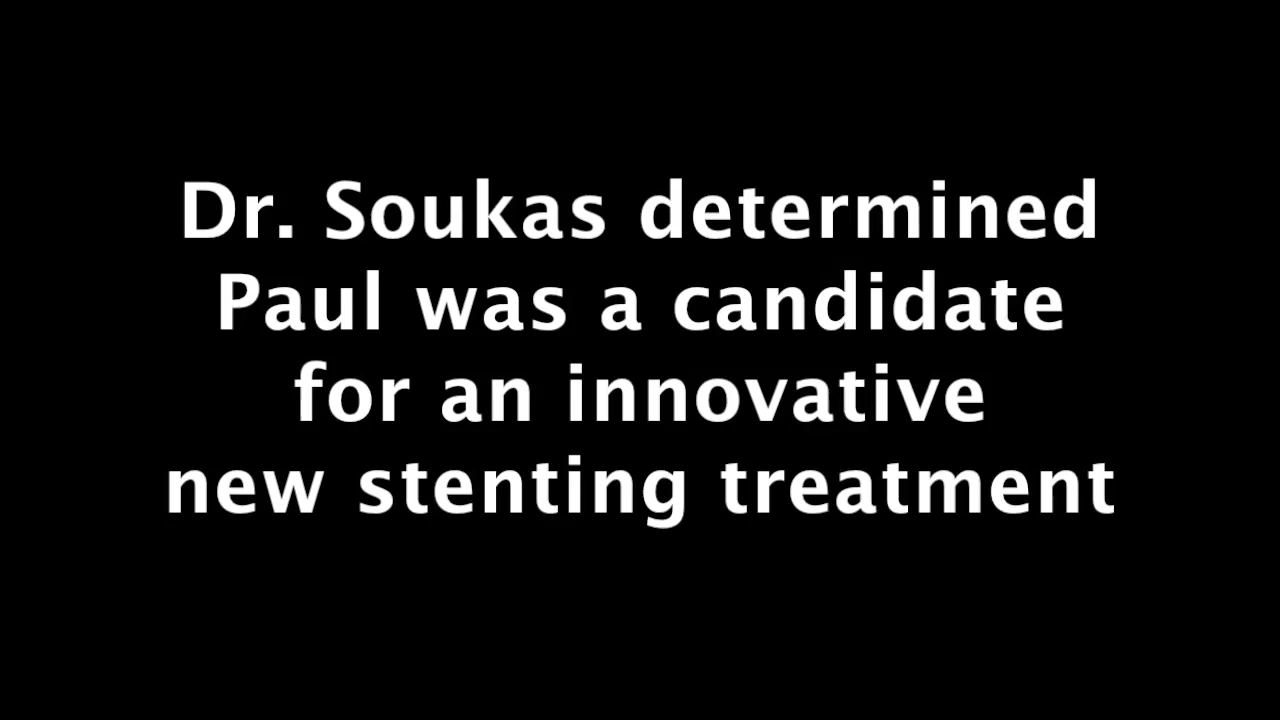 Dr. Soukas determined
Paul was a candidate
for an innovative
new stenting treatment